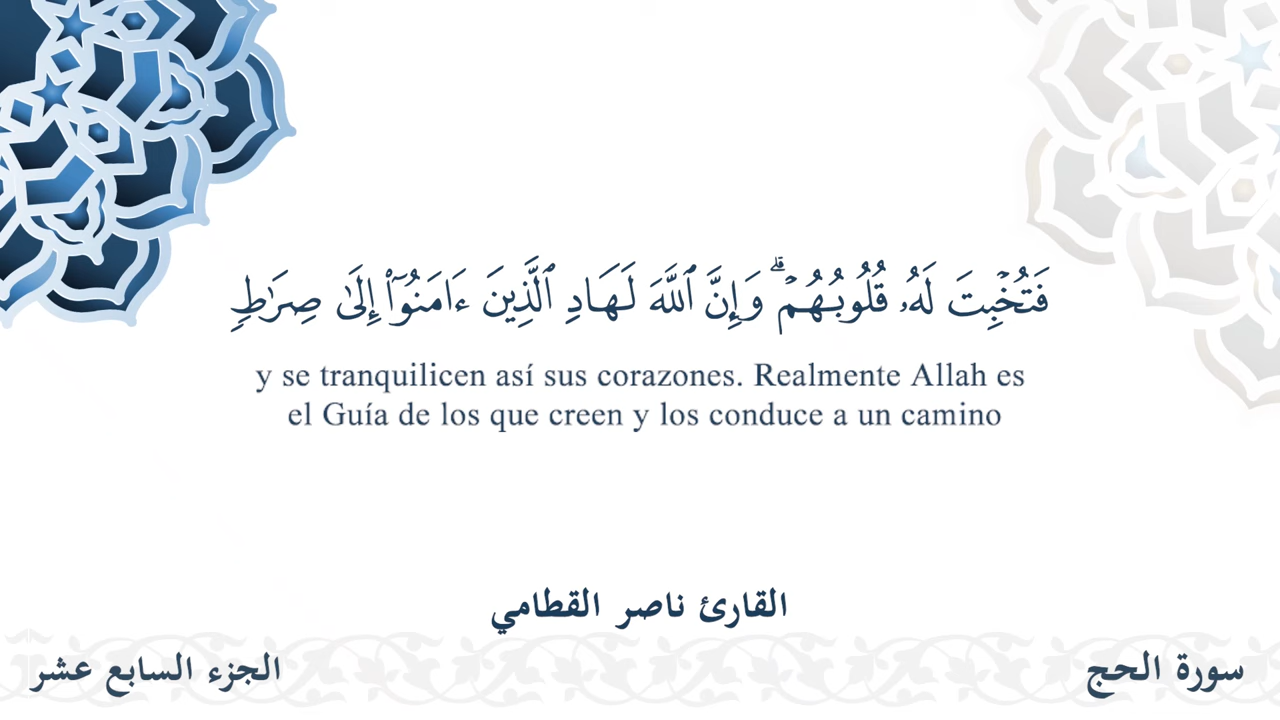 فَتُخْبِتَ لَهُۥ قُلُوبُهُمْ ۗ وَإِنَّ ٱللَّهَ لَهَادِ ٱلَّذِينَ ءَامَنُوٓا۟ إِلَىٰ صِرَٰطٍ
y se tranquilicen así sus corazones. Realmente Allah es
el Guía de los que creen y los conduce a un camino
القارئ ناصر القطامي
سورة الحج
الجزء السابع عشر